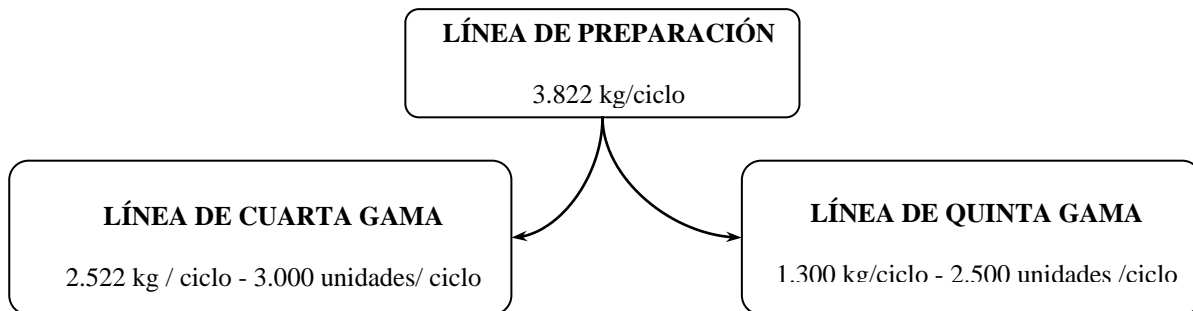 LÍNEA DE PREPARACIÓN
3.822 kg/ciclo
LÍNEA DE CUARTA GAMA
2.522 kg / ciclo - 3.000 unidades/ ciclo
LÍNEA DE QUINTA GAMA
1.300 kg/ciclo - 2.500 unidades /ciclo